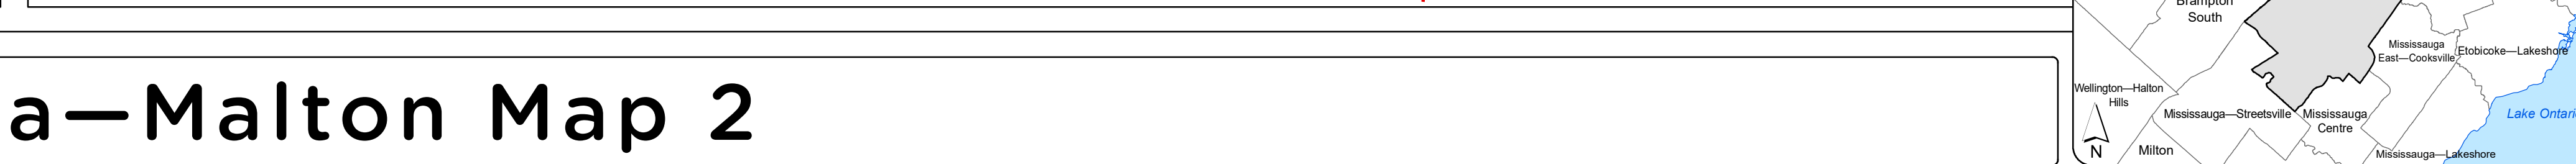 a—Malton Map 2
Brampton
South
Mississauga
East—Cooksville
Etobicoke—Lakeshore
Wellington—Halton
Hills
Mississauga—Streetsville
Mississauga
Centre
Lake Ontari
N
Milton
Mississauga—Lakeshore